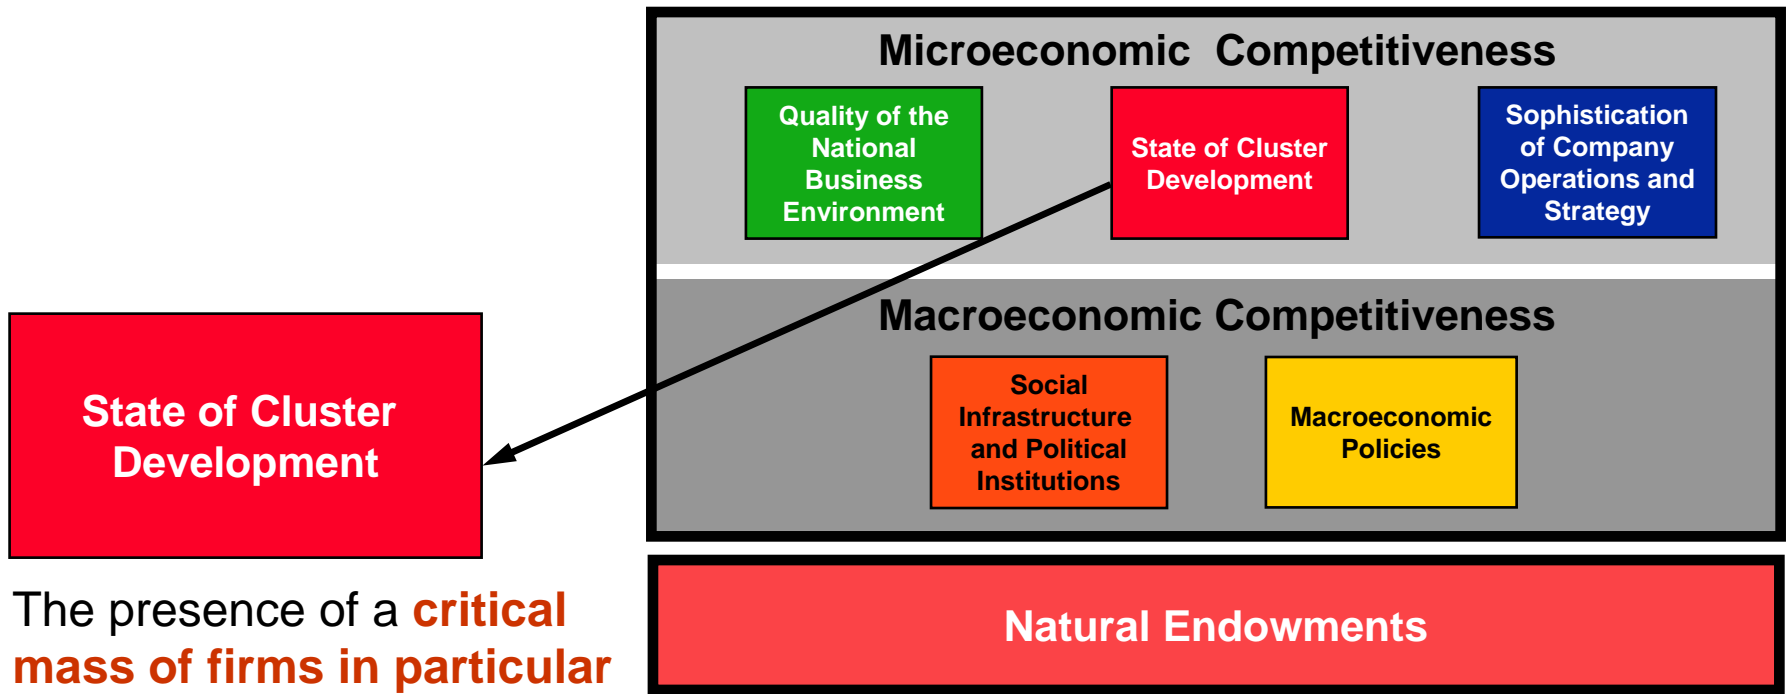 Microeconomic Competitiveness
Quality of the
National
Business
Environment
State of Cluster
Development
Sophistication
of Company
Operations and
Strategy
Macroeconomic Competitiveness
Social
Infrastructure
and Political
Institutions
Macroeconomic
Policies
Natural Endowments
State of Cluster
Development
The presence of a critical
mass of firms in particular